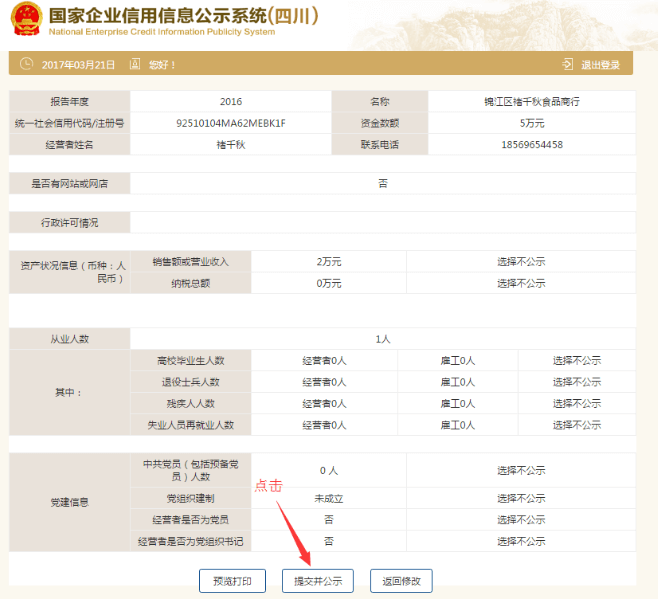 国家企业信用信息公示系统(四川)
National Enterprise Credit Information Publicity System
2017年03月21日 您好！ 退出登录
报告年度 2016 名称 锦江区禇千秋食品商行
统一社会信用代码/注册号 92510104MA62MEBK1F 资金数额 5万元
经营者姓名 禇千秋 联系电话 18569654458
是否有网站或网店 否
行政许可情况
资产状况信息（币种：人
民币） 销售额或营业收入 2万元 选择不公示
纳税总额 0万元 选择不公示
从业人数 1人
其中： 高校毕业生人数 经营者0人 雇工0人 选择不公示
退役士兵人数 经营者0人 雇工0人 选择不公示
残疾人人数 经营者0人 雇工0人 选择不公示
失业人员再就业人数 经营者0人 雇工0人 选择不公示
党建信息 中共党员（包括预备党
员）人数 0 人 选择不公示
点击
党组织建制 未成立 选择不公示
经营者是否为党员 否 选择不公示
经营者是否为党组织书记 否 选择不公示
预览打印 提交并公示 返回修改